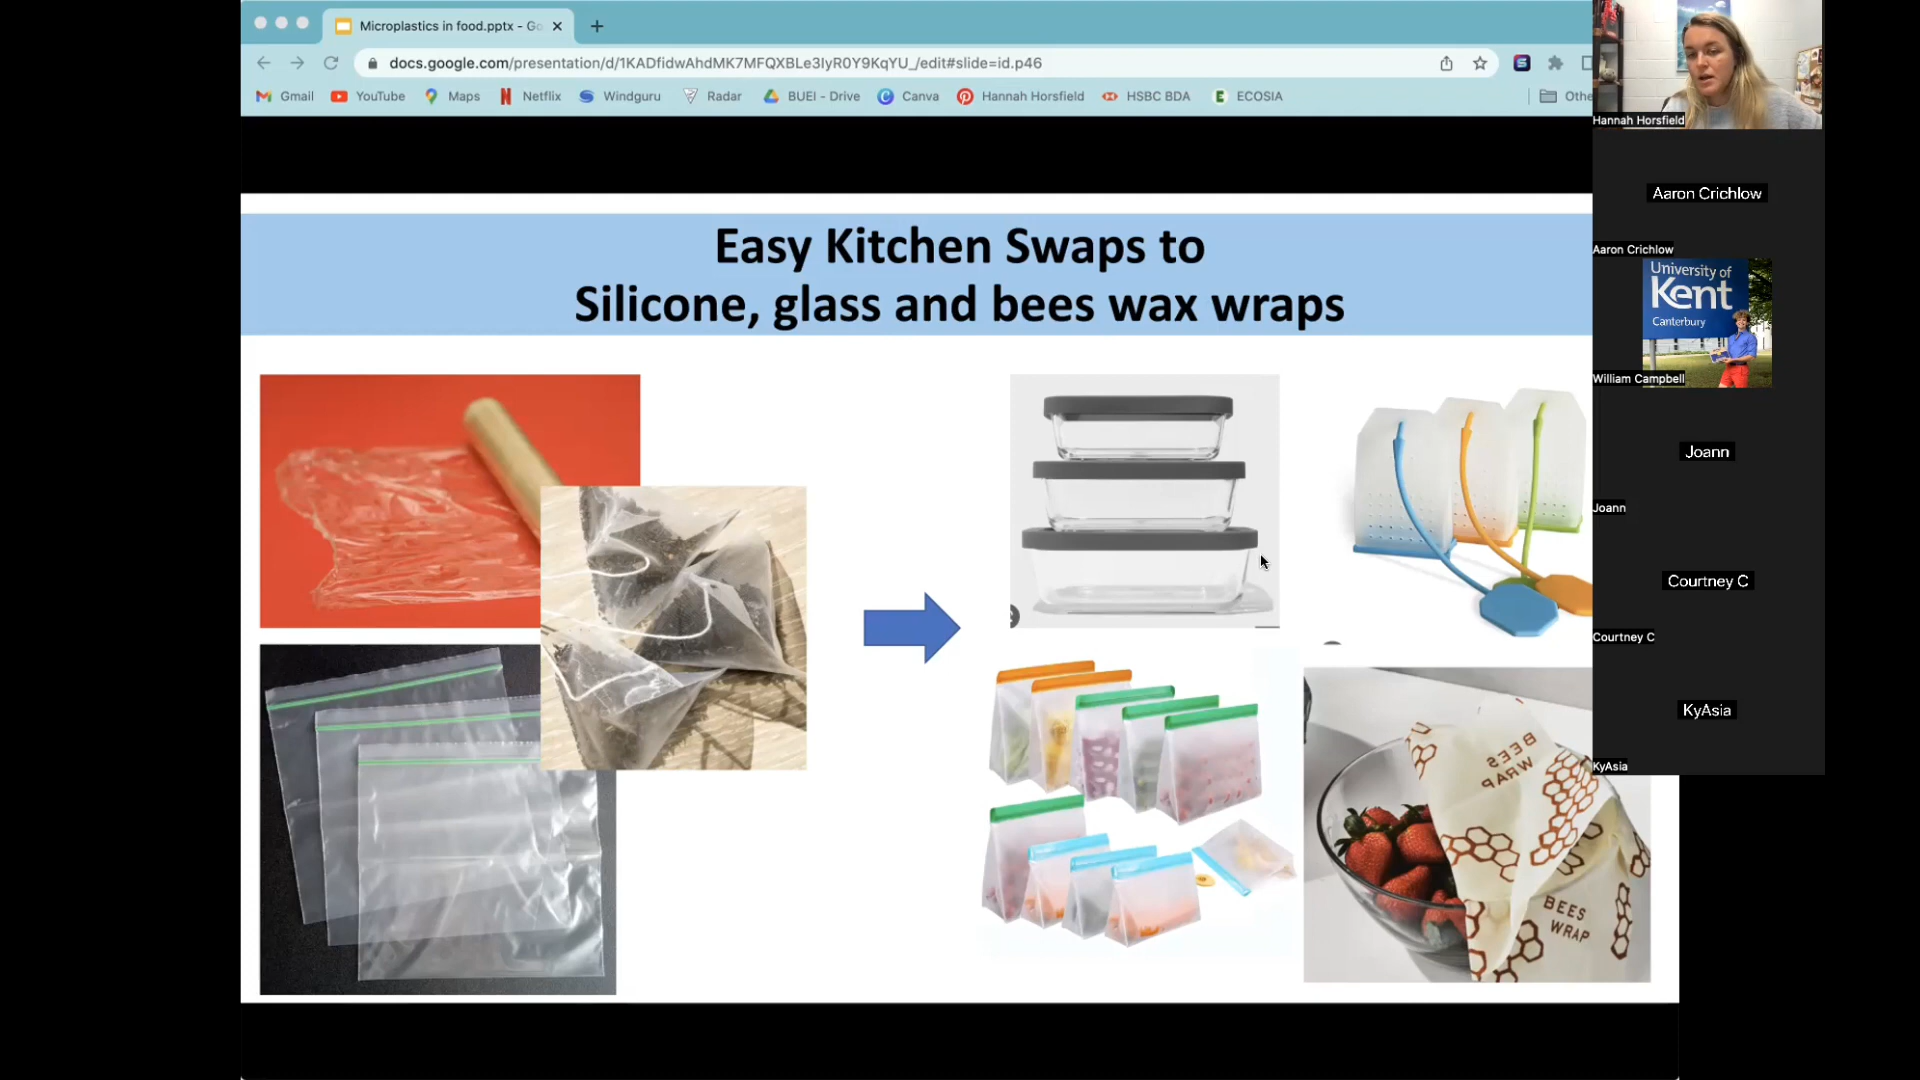 Microplastics in food.pptx - Go
docs.google.com/presentation/d/1KADfidwAhdMK7MFQXBLe3IyR0Y9KqYU_/edit#slide=id.p46
Gmail
YouTube
Maps
Netflix
Windguru
Radar
BUEI - Drive
Canva
Hannah Horsfield
HSBC BDA
ECOSIA
Othe
Easy Kitchen Swaps to
Silicone, glass and bees wax wraps
BEES
WRAP
BEES
WRAP
Hannah Horsfield
Aaron Crichlow
Aaron Crichlow
University of
Kent
Canterbury
William Campbell
Joann
Joann
Courtney C
Courtney C
KyAsia
KyAsia